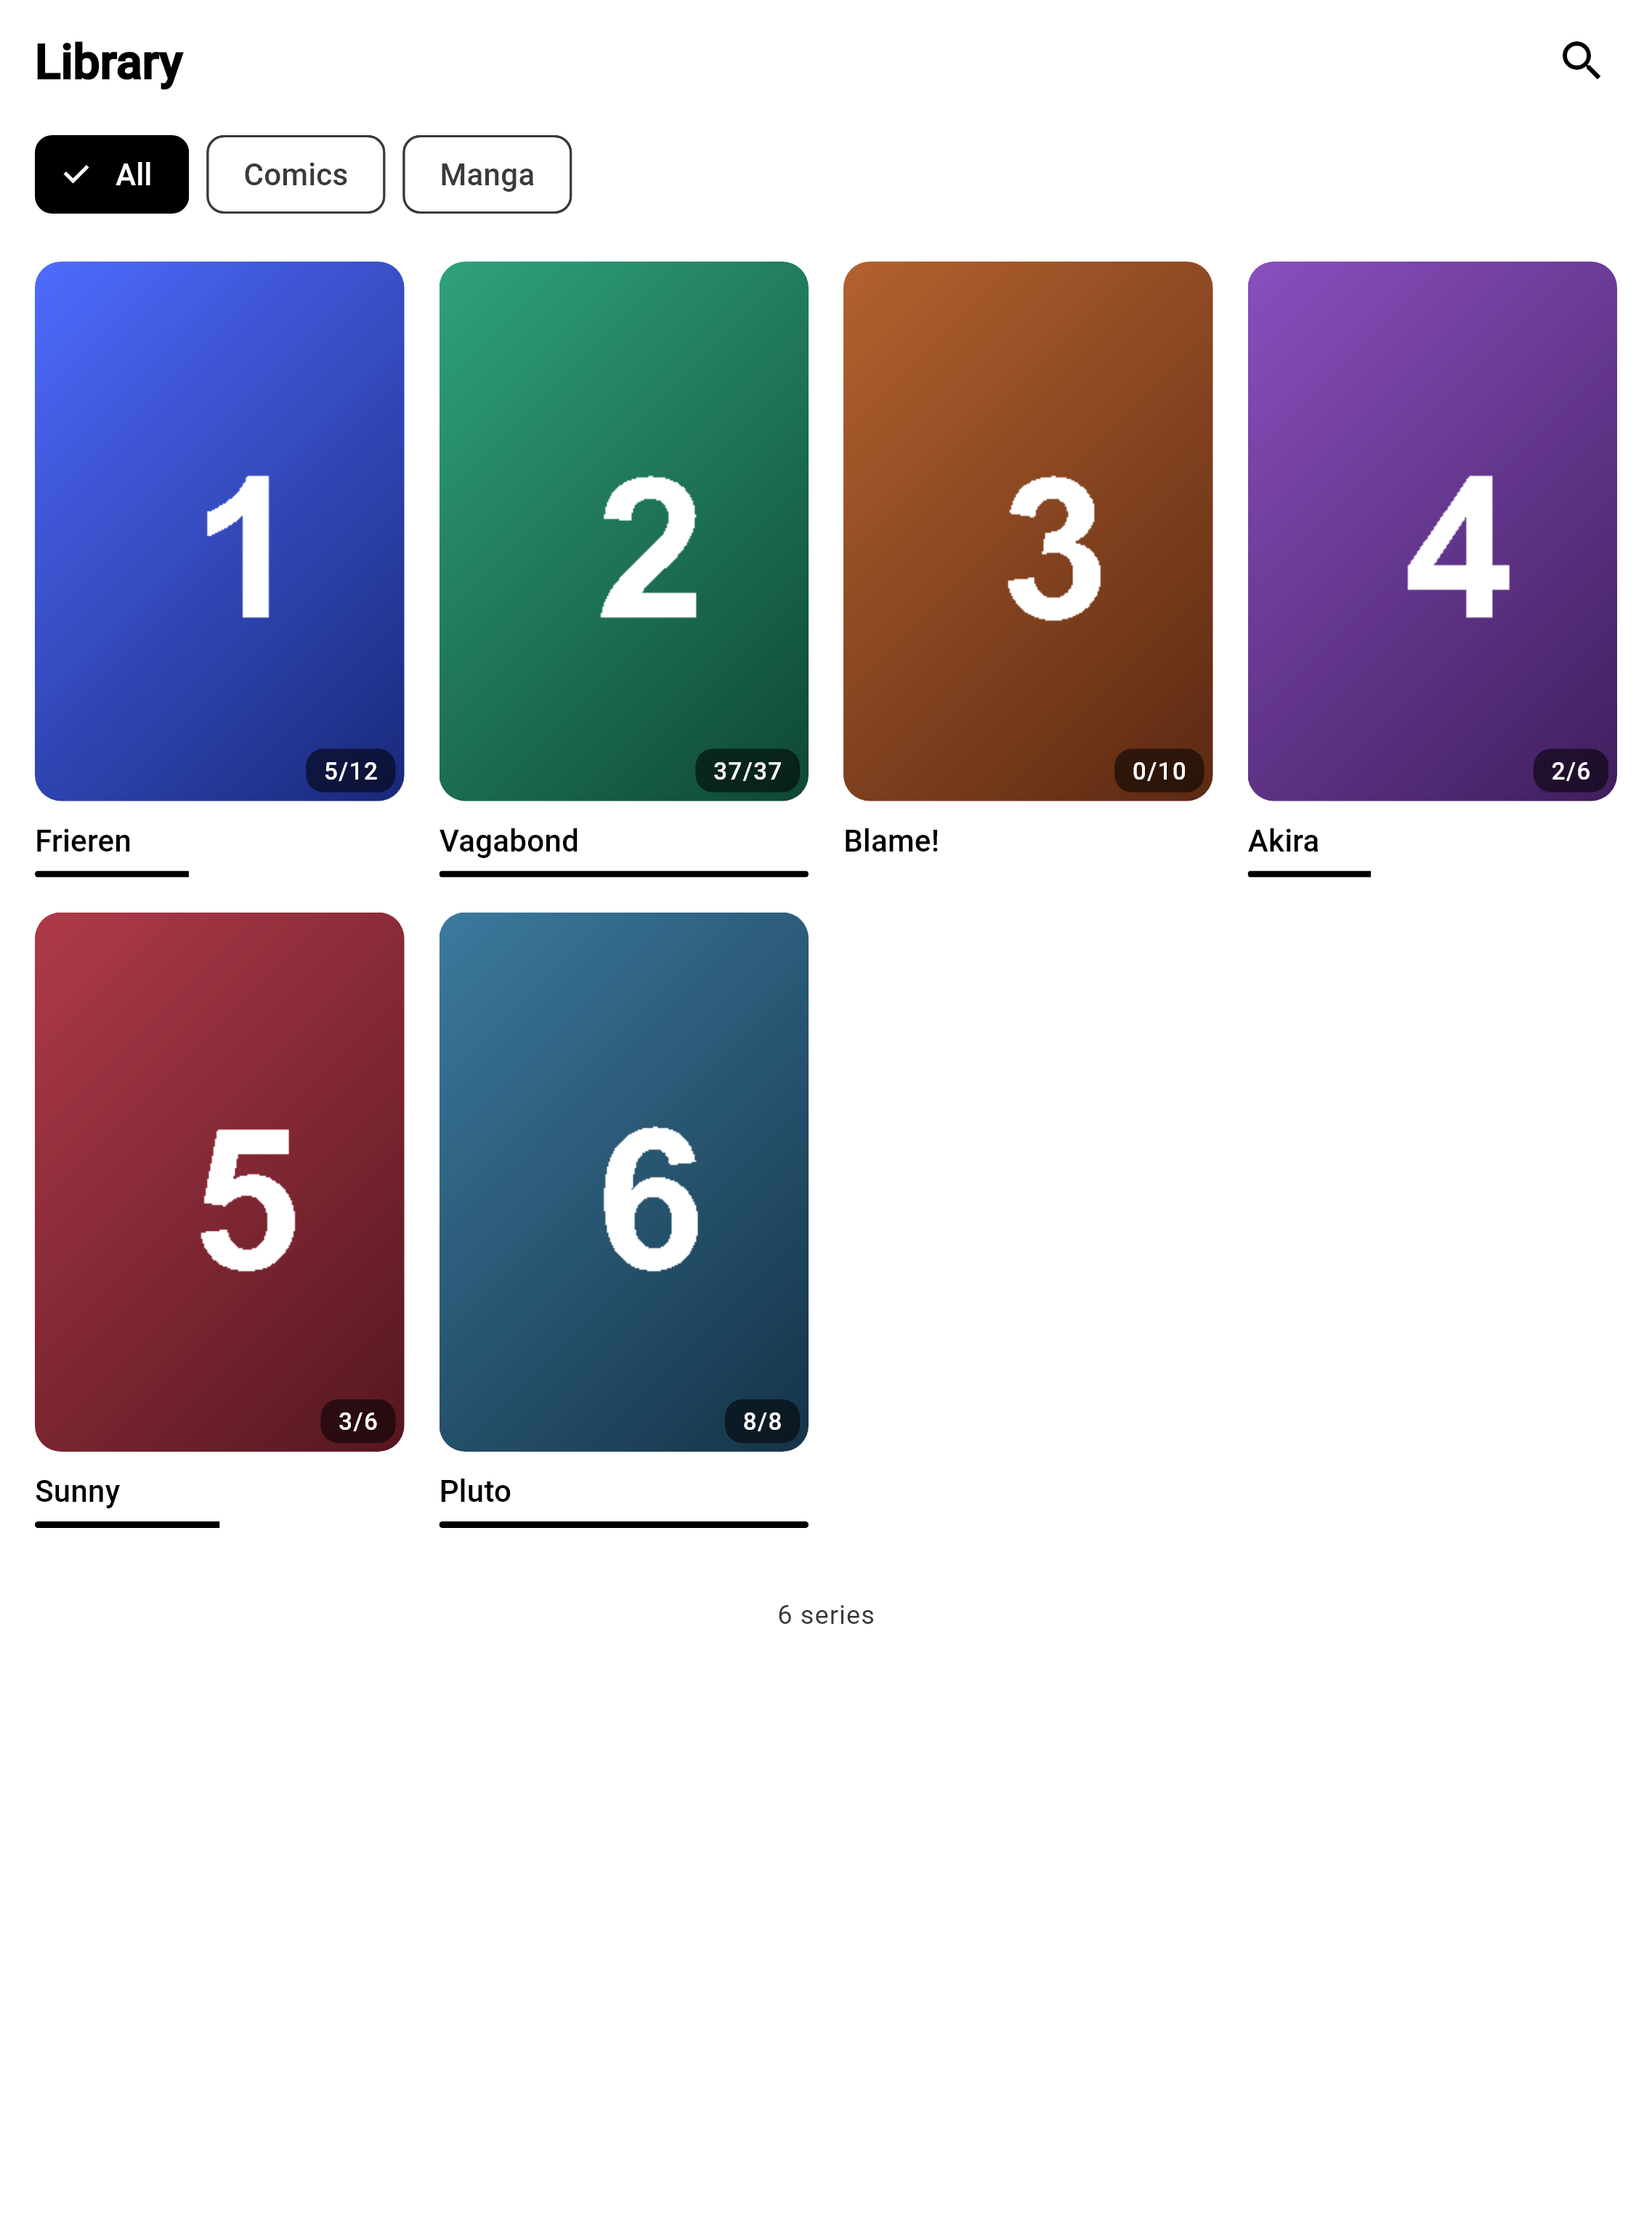 Library
All Comics Manga
1 2 3 4
5/12 37/37 0/10 2/6
Frieren Vagabond Blame! Akira
5 6
3/6 8/8
Sunny Pluto
6 series